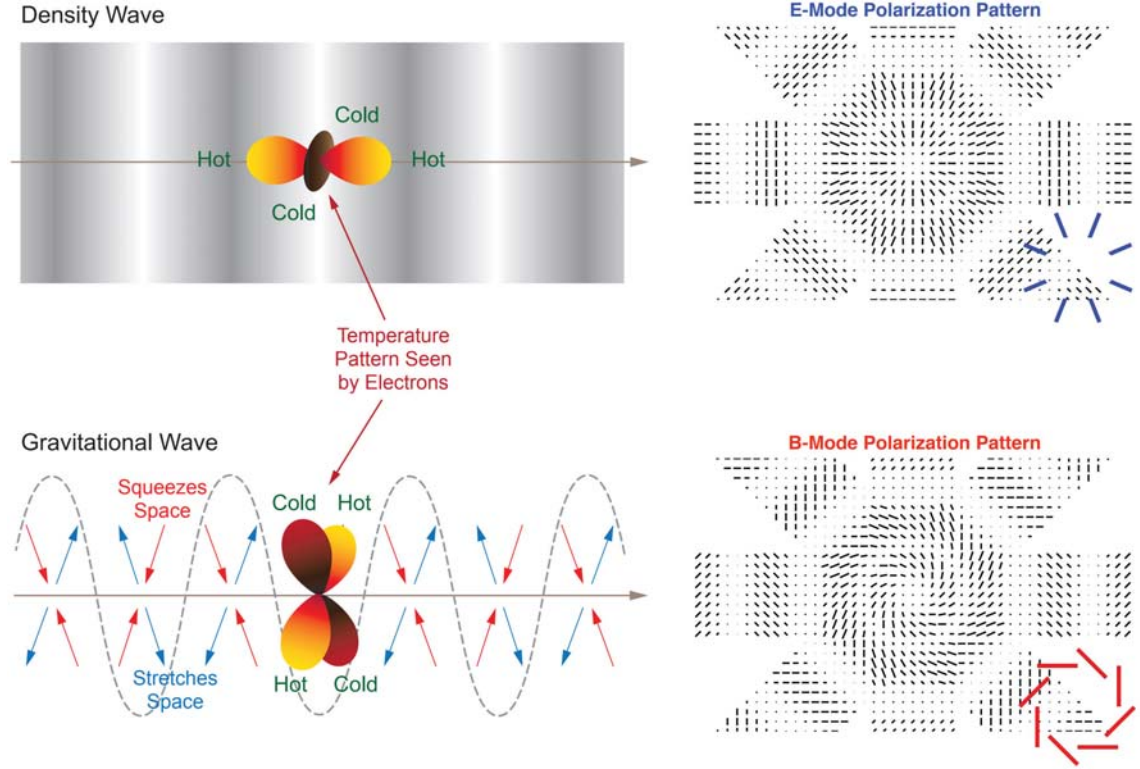 Density Wave
E-Mode Polarization Pattern
Cold
Hot
Hot
Cold
Temperature
Pattern Seen
by Electrons
Gravitational Wave
B-Mode Polarization Pattern
Squeezes
Space
Cold
Hot
Stretches
Space
Hot
Cold